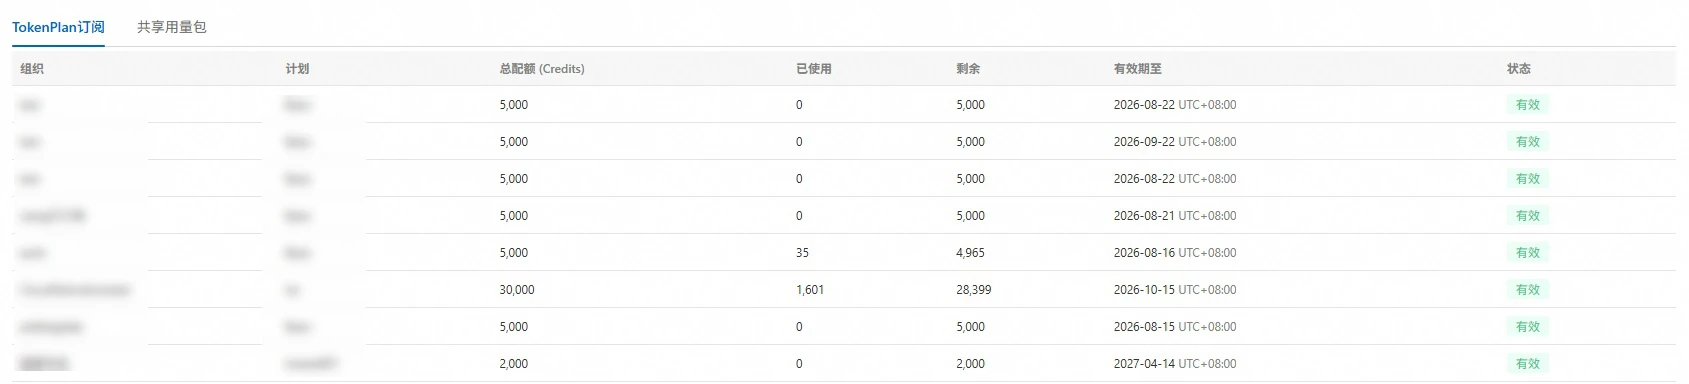 TokenPlan订阅 共享用量包
组织 计划 总配额 (Credits) 已使用 剩余 有效期至 状态
5,000 0 5,000 2026-08-22 UTC+08:00 有效
5,000 0 5,000 2026-09-22 UTC+08:00 有效
5,000 0 5,000 2026-08-22 UTC+08:00 有效
5,000 0 5,000 2026-08-21 UTC+08:00 有效
5,000 35 4,965 2026-08-16 UTC+08:00 有效
30,000 1,601 28,399 2026-10-15 UTC+08:00 有效
5,000 0 5,000 2026-08-15 UTC+08:00 有效
2,000 0 2,000 2027-04-14 UTC+08:00 有效